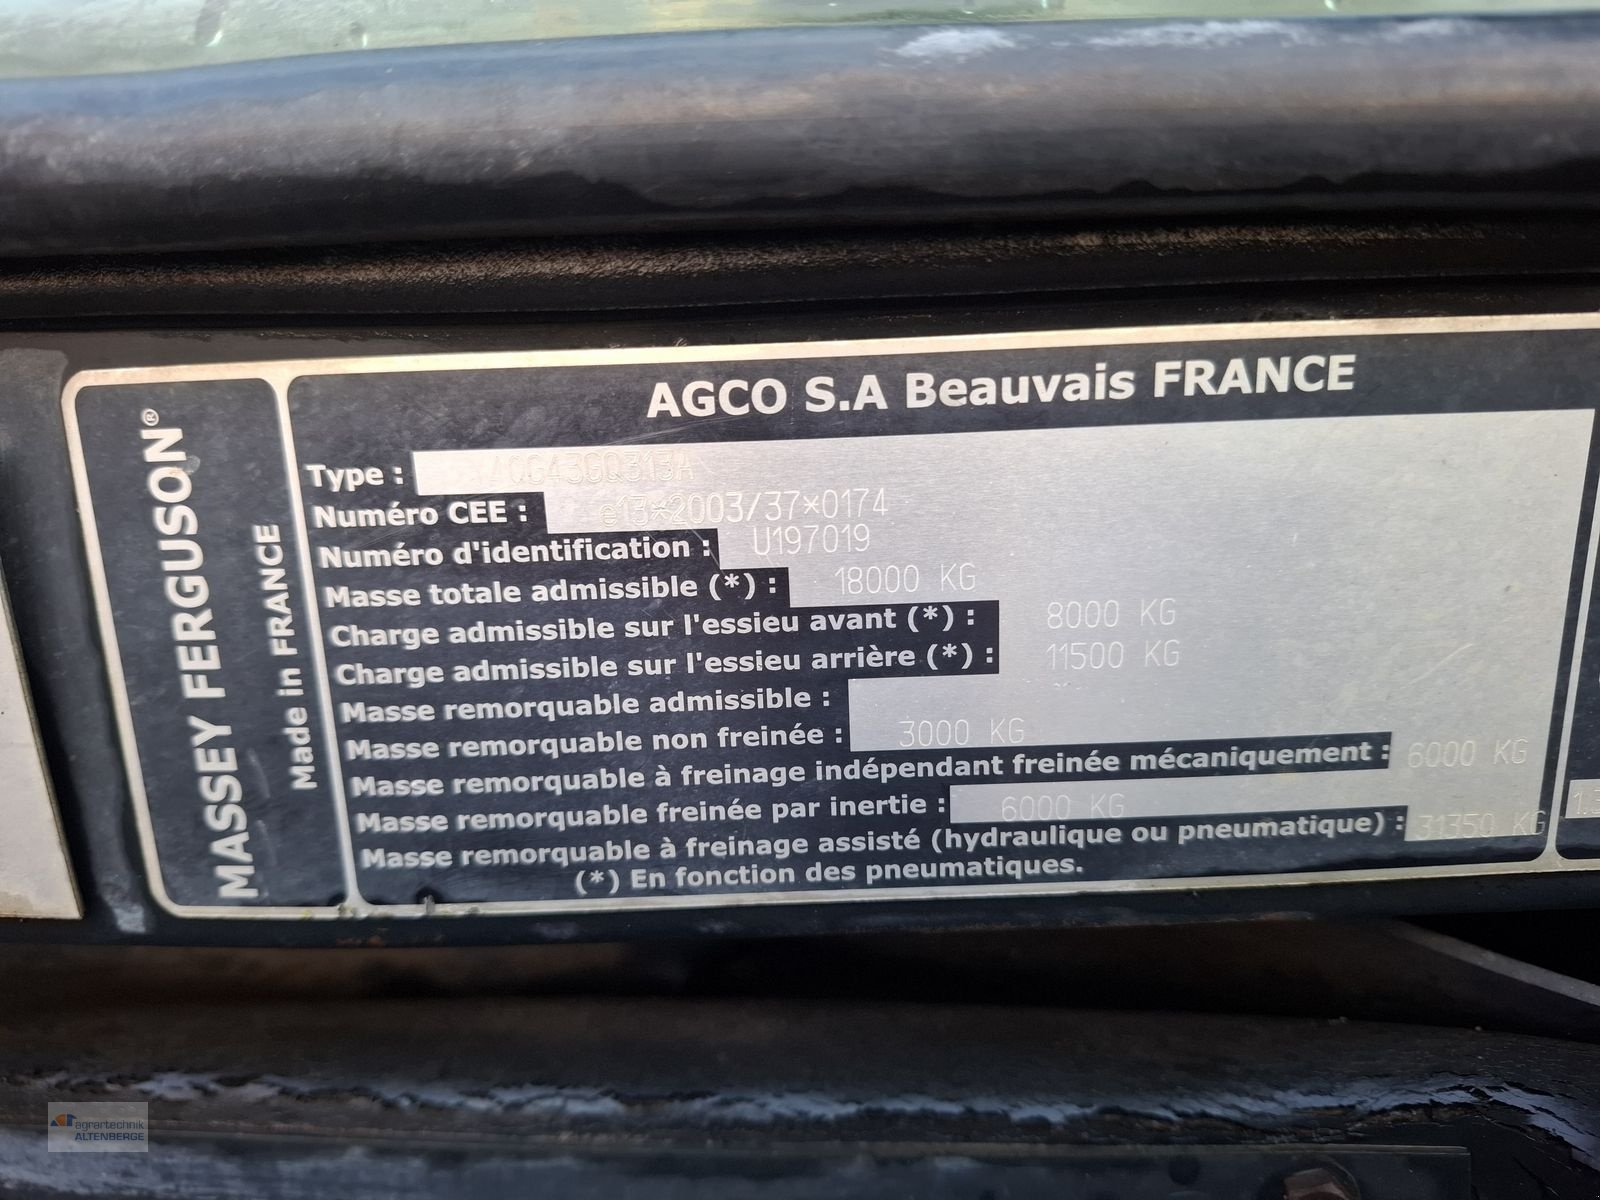 MASSEY FERGUSON®
Made in FRANCE
AGCO S.A Beauvais FRANCE
Type :
Numéro CEE : e13*2003/37*0174
Numéro d'identification : U197019
Masse totale admissible (*) : 18000 KG
Charge admissible sur l'essieu avant (*) : 8000 KG
Charge admissible sur l'essieu arrière (*) : 11500 KG
Masse remorquable admissible :
Masse remorquable non freinée : 3000 KG
Masse remorquable à freinage indépendant freinée mécaniquement : 6000 KG
Masse remorquable freinée par inertie : 6000 KG
Masse remorquable à freinage assisté (hydraulique ou pneumatique) : 31350 KG
(*) En fonction des pneumatiques.
agrartechnik
ALTENBERGE